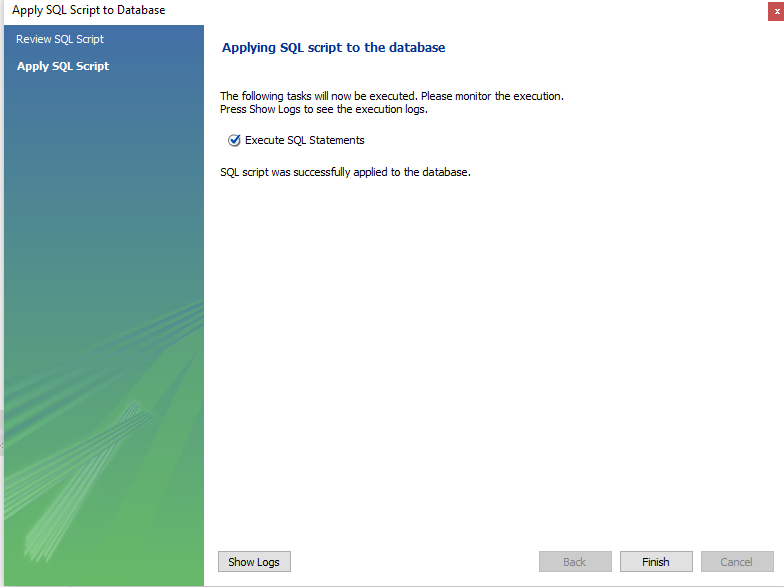 Apply SQL Script to Database
x
Review SQL Script
Apply SQL Script
Applying SQL script to the database
The following tasks will now be executed. Please monitor the execution.
Press Show Logs to see the execution logs.
Execute SQL Statements
SQL script was successfully applied to the database.
Show Logs
Back
Finish
Cancel